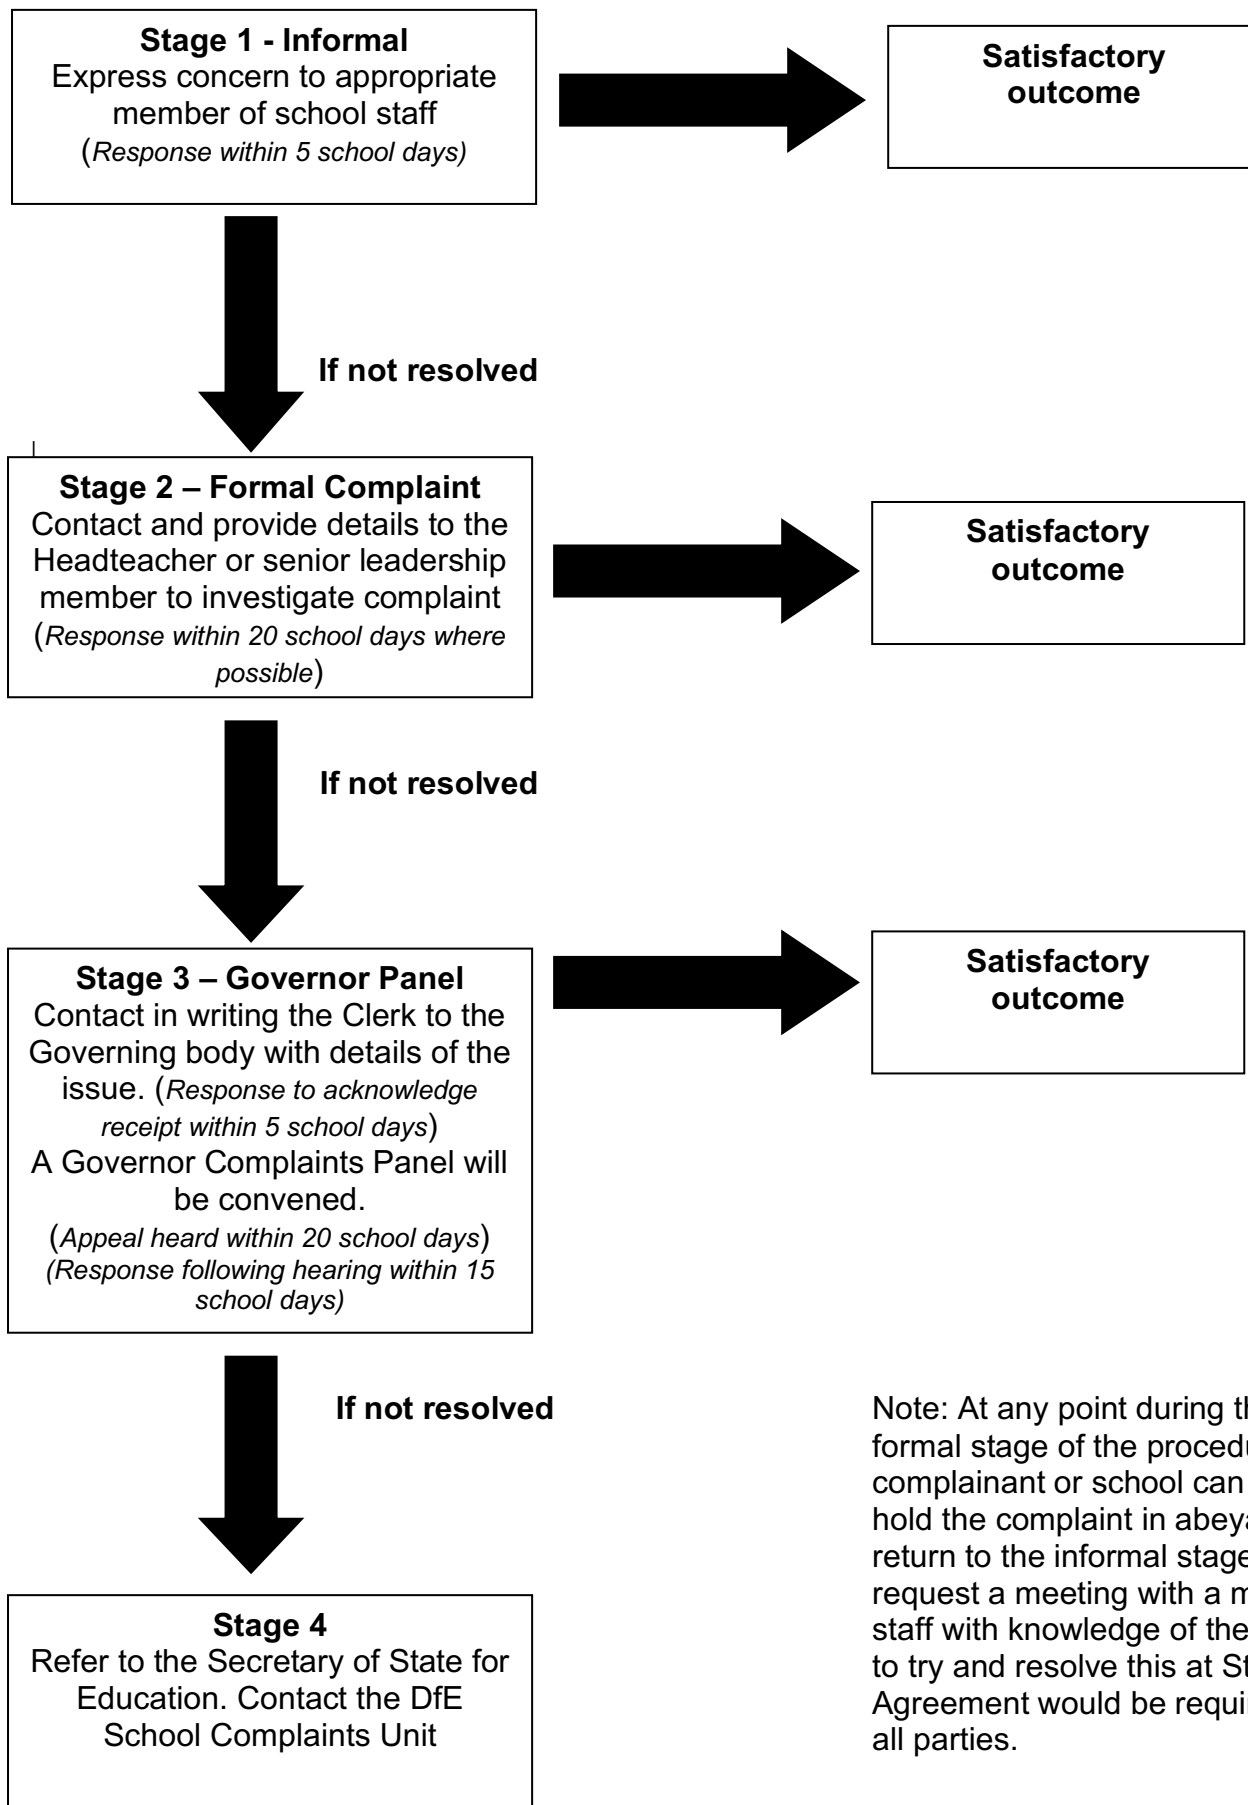 Stage 1 - Informal
Express concern to appropriate
member of school staff
(Response within 5 school days)
Satisfactory
outcome
If not resolved
Stage 2 – Formal Complaint
Contact and provide details to the
Headteacher or senior leadership
member to investigate complaint
(Response within 20 school days where
possible)
Satisfactory
outcome
If not resolved
Stage 3 – Governor Panel
Contact in writing the Clerk to the
Governing body with details of the
issue. (Response to acknowledge
receipt within 5 school days)
A Governor Complaints Panel will
be convened.
(Appeal heard within 20 school days)
(Response following hearing within 15
school days)
Satisfactory
outcome
If not resolved
Stage 4
Refer to the Secretary of State for
Education. Contact the DfE
School Complaints Unit
Note: At any point during
formal stage of the
complainant or school can
hold the complaint in
return to the informal stage
request a meeting with a
staff with knowledge of the
to try and resolve this at
Agreement would be
all parties.